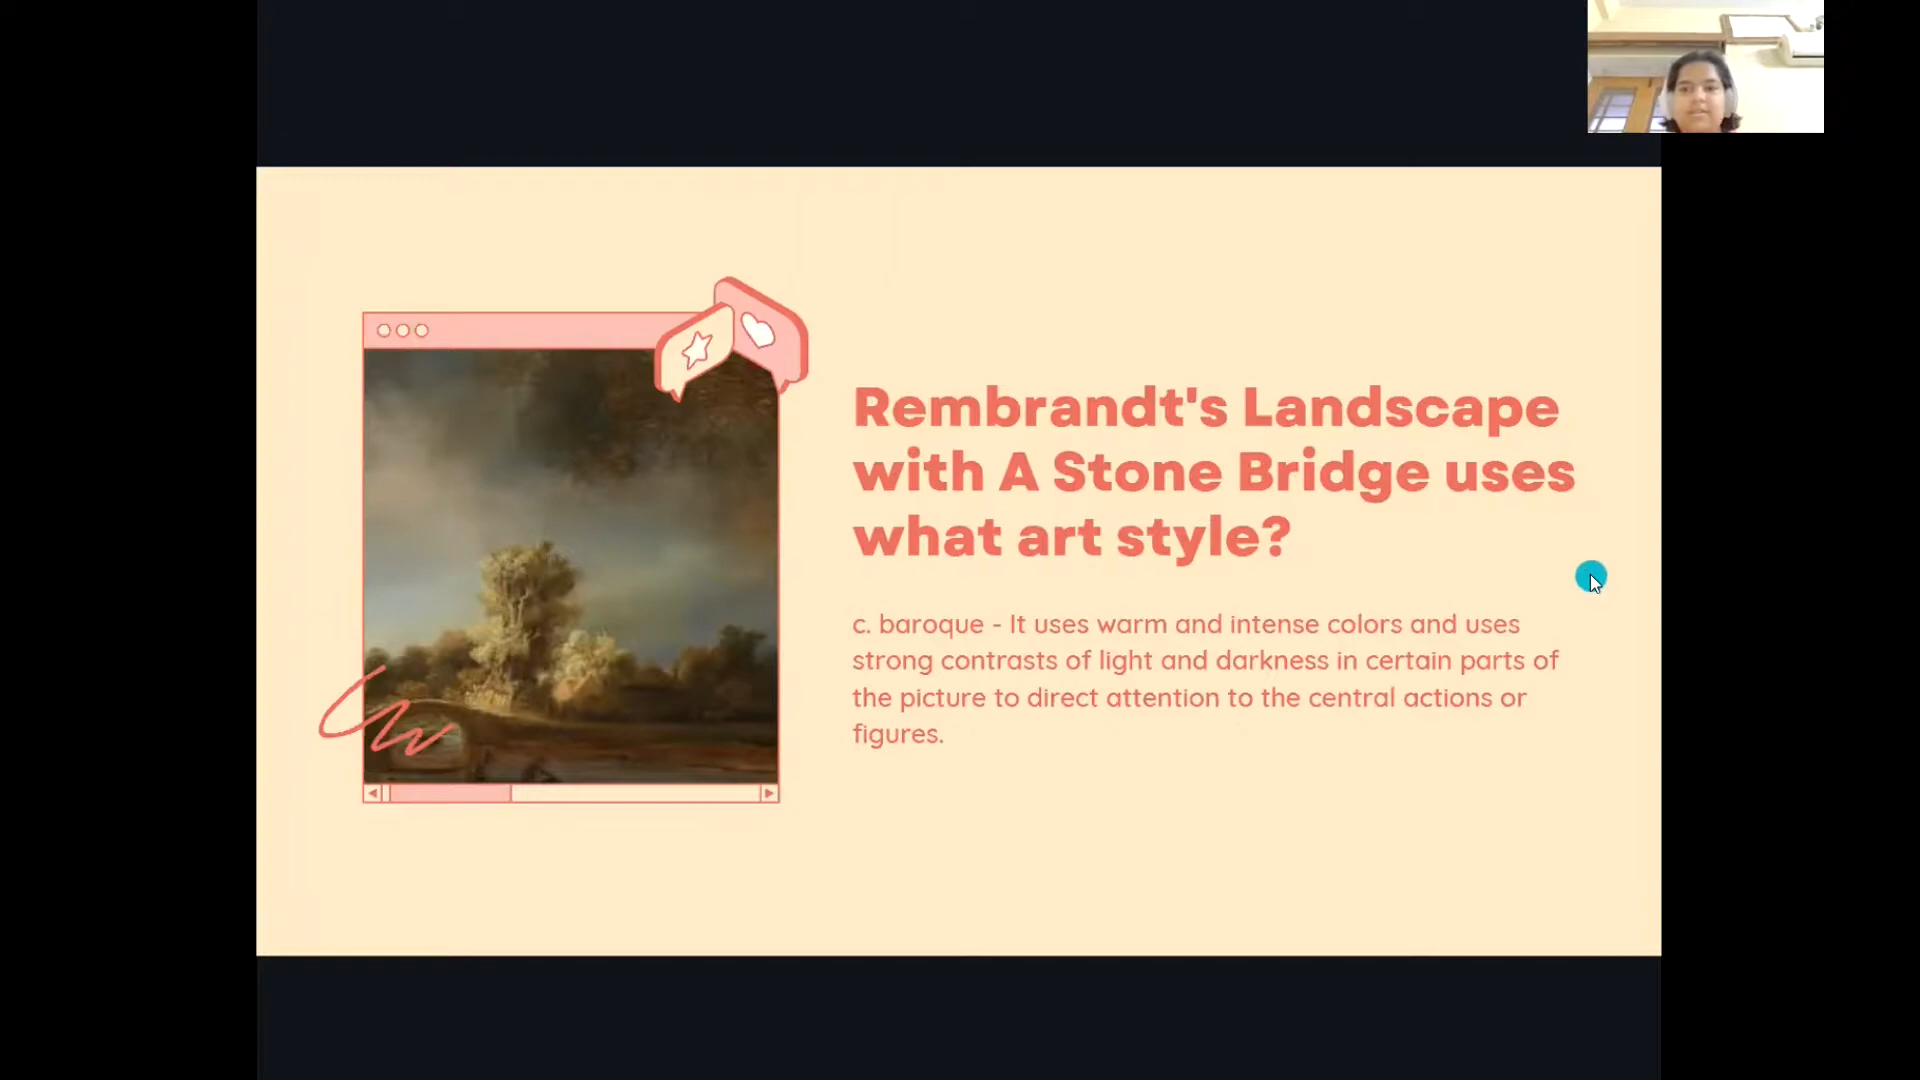 Rembrandt's Landscape
with A Stone Bridge uses
what art style?
c. baroque - It uses warm and intense colors and uses
strong contrasts of light and darkness in certain parts of
the picture to direct attention to the central actions or
figures.